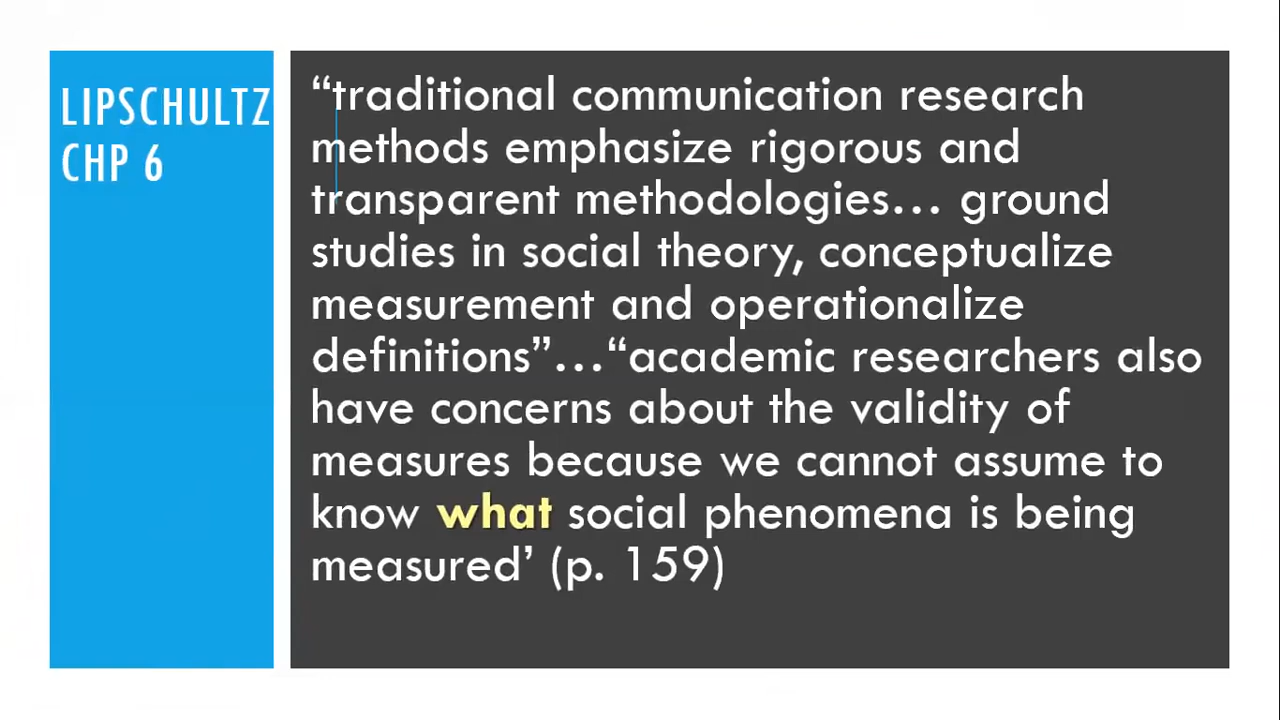 LIPSCHULTZ
CHP 6
“traditional communication research
methods emphasize rigorous and
transparent methodologies… ground
studies in social theory, conceptualize
measurement and operationalize
definitions”…“academic researchers also
have concerns about the validity of
measures because we cannot assume to
know what social phenomena is being
measured’ (p. 159)